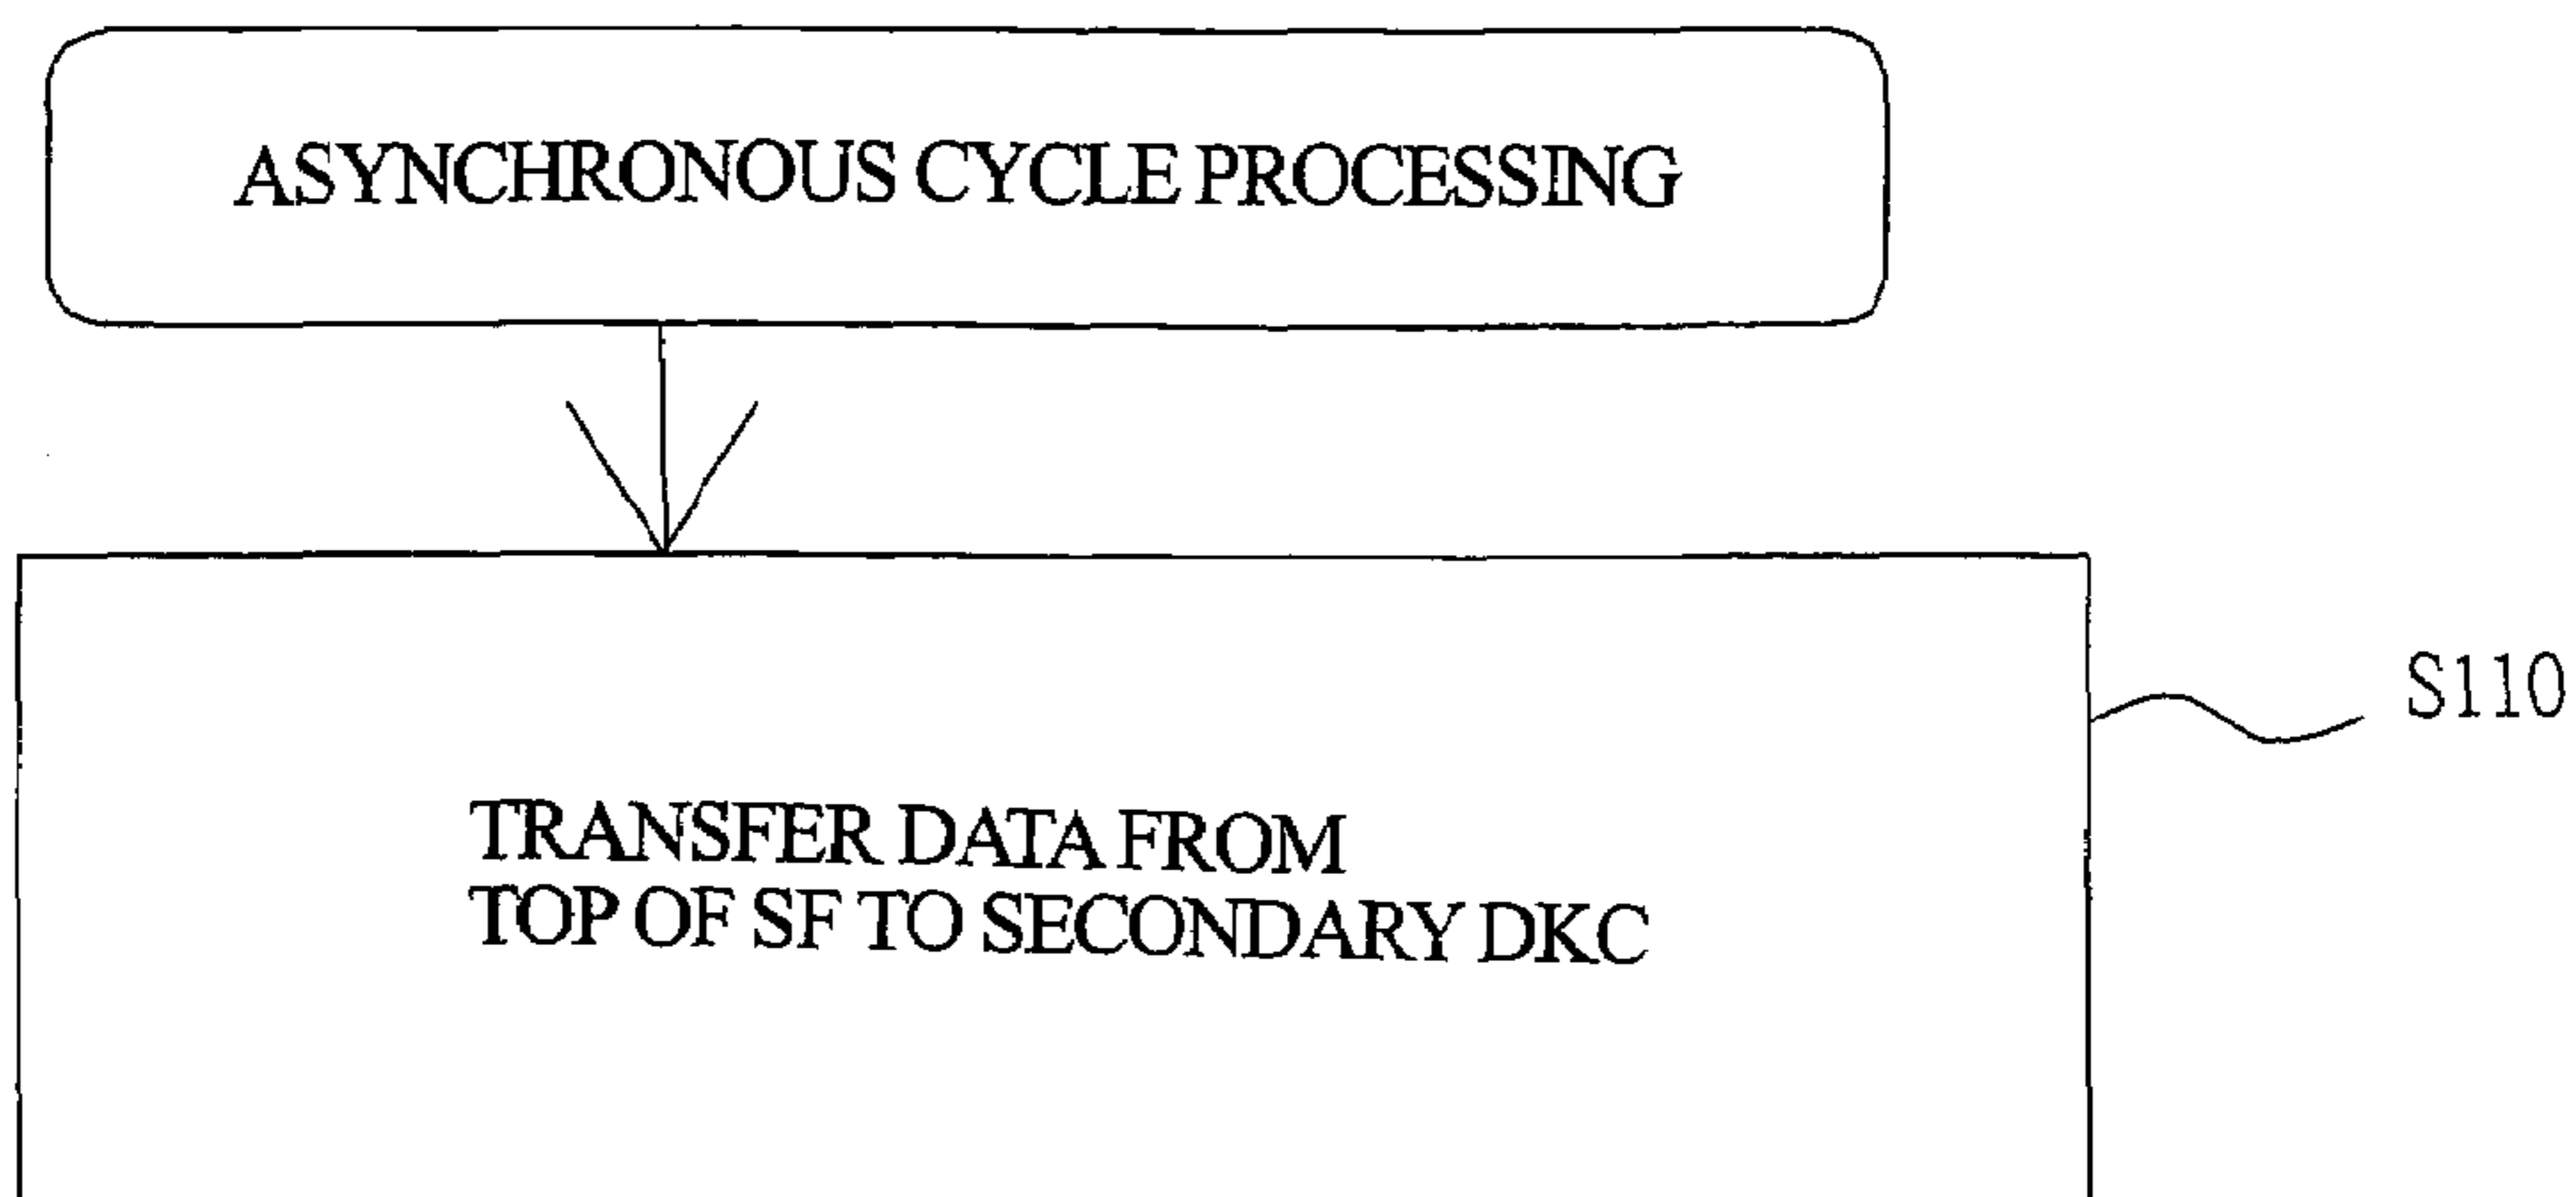 ASYNCHRONOUS CYCLE PROCESSING
S110
TRANSFER DATA FROM
TOP OF SF TO SECONDARY DKC